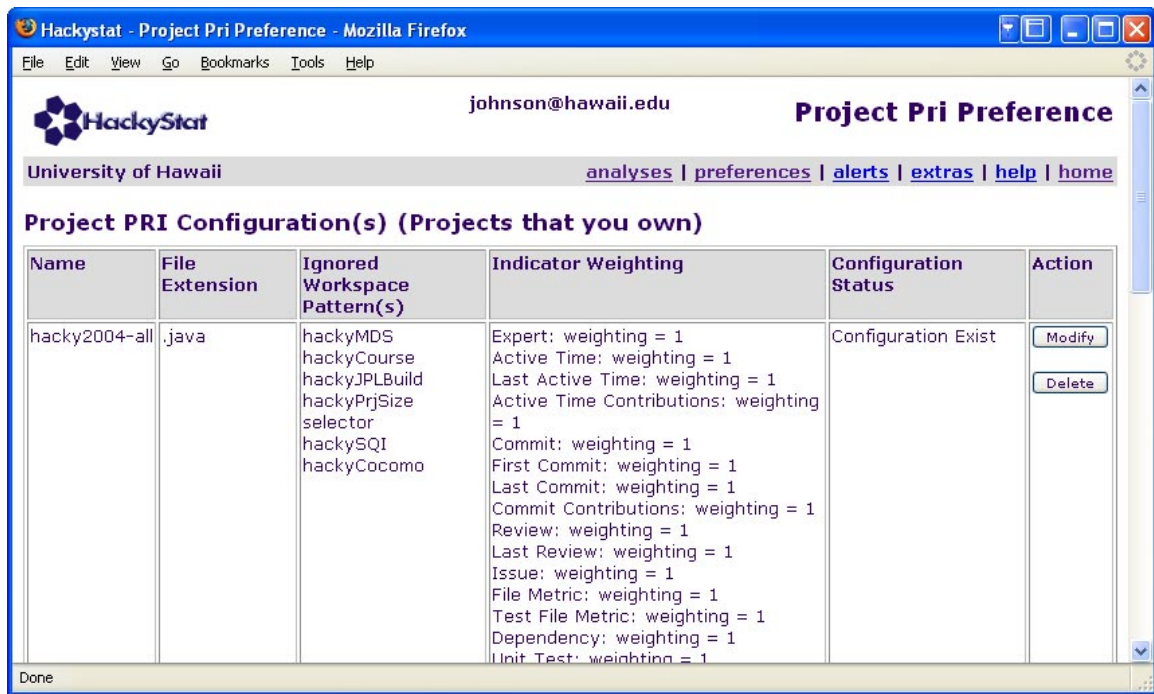 Hackystat - Project Pri Preference - Mozilla Firefox
File Edit View Go Bookmarks Tools Help
HackyStat
johnson@hawaii.edu
Project Pri Preference
University of Hawaii
analyses | preferences | alerts | extras | help | home
Project PRI Configuration(s) (Projects that you own)
Name
File
Extension
Ignored
Workspace
Pattern(s)
Indicator Weighting
Configuration
Status
Action
hacky2004-all
.java
hackyMDS
hackyCourse
hackyJPLBuild
hackyPrjSize
selector
hackySQI
hackyCocomo
Expert: weighting = 1
Active Time: weighting = 1
Last Active Time: weighting = 1
Active Time Contributions: weighting
= 1
Commit: weighting = 1
First Commit: weighting = 1
Last Commit: weighting = 1
Commit Contributions: weighting = 1
Review: weighting = 1
Last Review: weighting = 1
Issue: weighting = 1
File Metric: weighting = 1
Test File Metric: weighting = 1
Dependency: weighting = 1
Unit Test: weighting = 1
Configuration Exist
Modify
Delete
Done